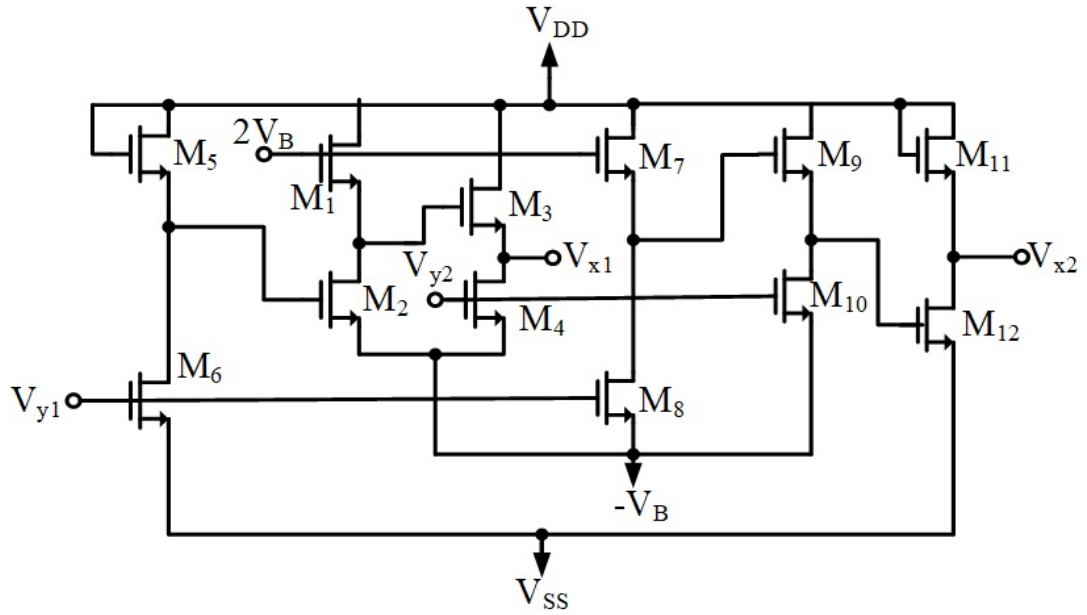 V_DD
2V_B
M_5
M_1
M_7
M_9
M_11
M_3
V_y2
V_x1
V_x2
M_2
M_4
M_10
M_12
M_6
V_y1
M_8
-V_B
V_SS